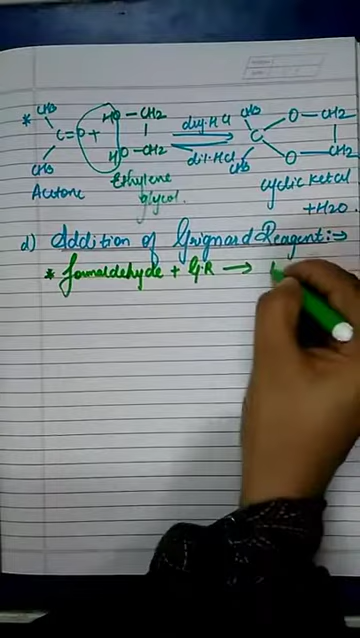 * CH3 CH3 C=O + HO-CH2 HO-CH2 dry.HCl dil.HCl CH3 CH3 C O-CH2 O CH2
Acetone Ethylene glycol. cyclic ketal + H2O.
d) Addition of Grignard Reagent:→
* formaldehyde + G.R →